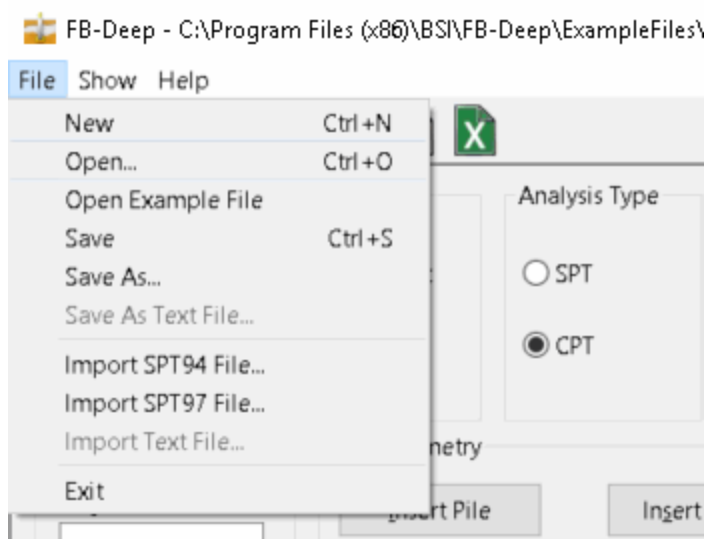 FB-Deep - C:\Program Files (x86)\BSI\FB-Deep\ExampleFiles\
File Show Help
New Ctrl+N
Open... Ctrl+O
Open Example File
Save Ctrl+S
Save As...
Save As Text File...
Import SPT94 File...
Import SPT97 File...
Import Text File...
Exit
Analysis Type
SPT
CPT
netry
Insert Pile
Insert